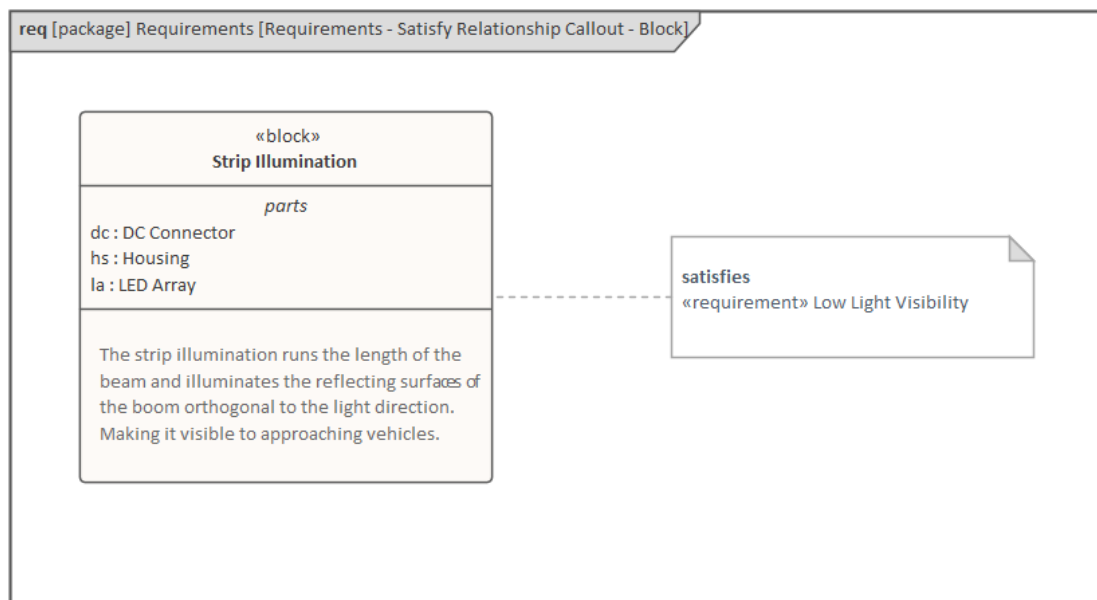 req [package] Requirements [Requirements - Satisfy Relationship Callout - Block]
«block»
Strip Illumination
parts
dc : DC Connector
hs : Housing
la : LED Array
The strip illumination runs the length of the
beam and illuminates the reflecting surfaces of
the boom orthogonal to the light direction.
Making it visible to approaching vehicles.
satisfies
«requirement» Low Light Visibility